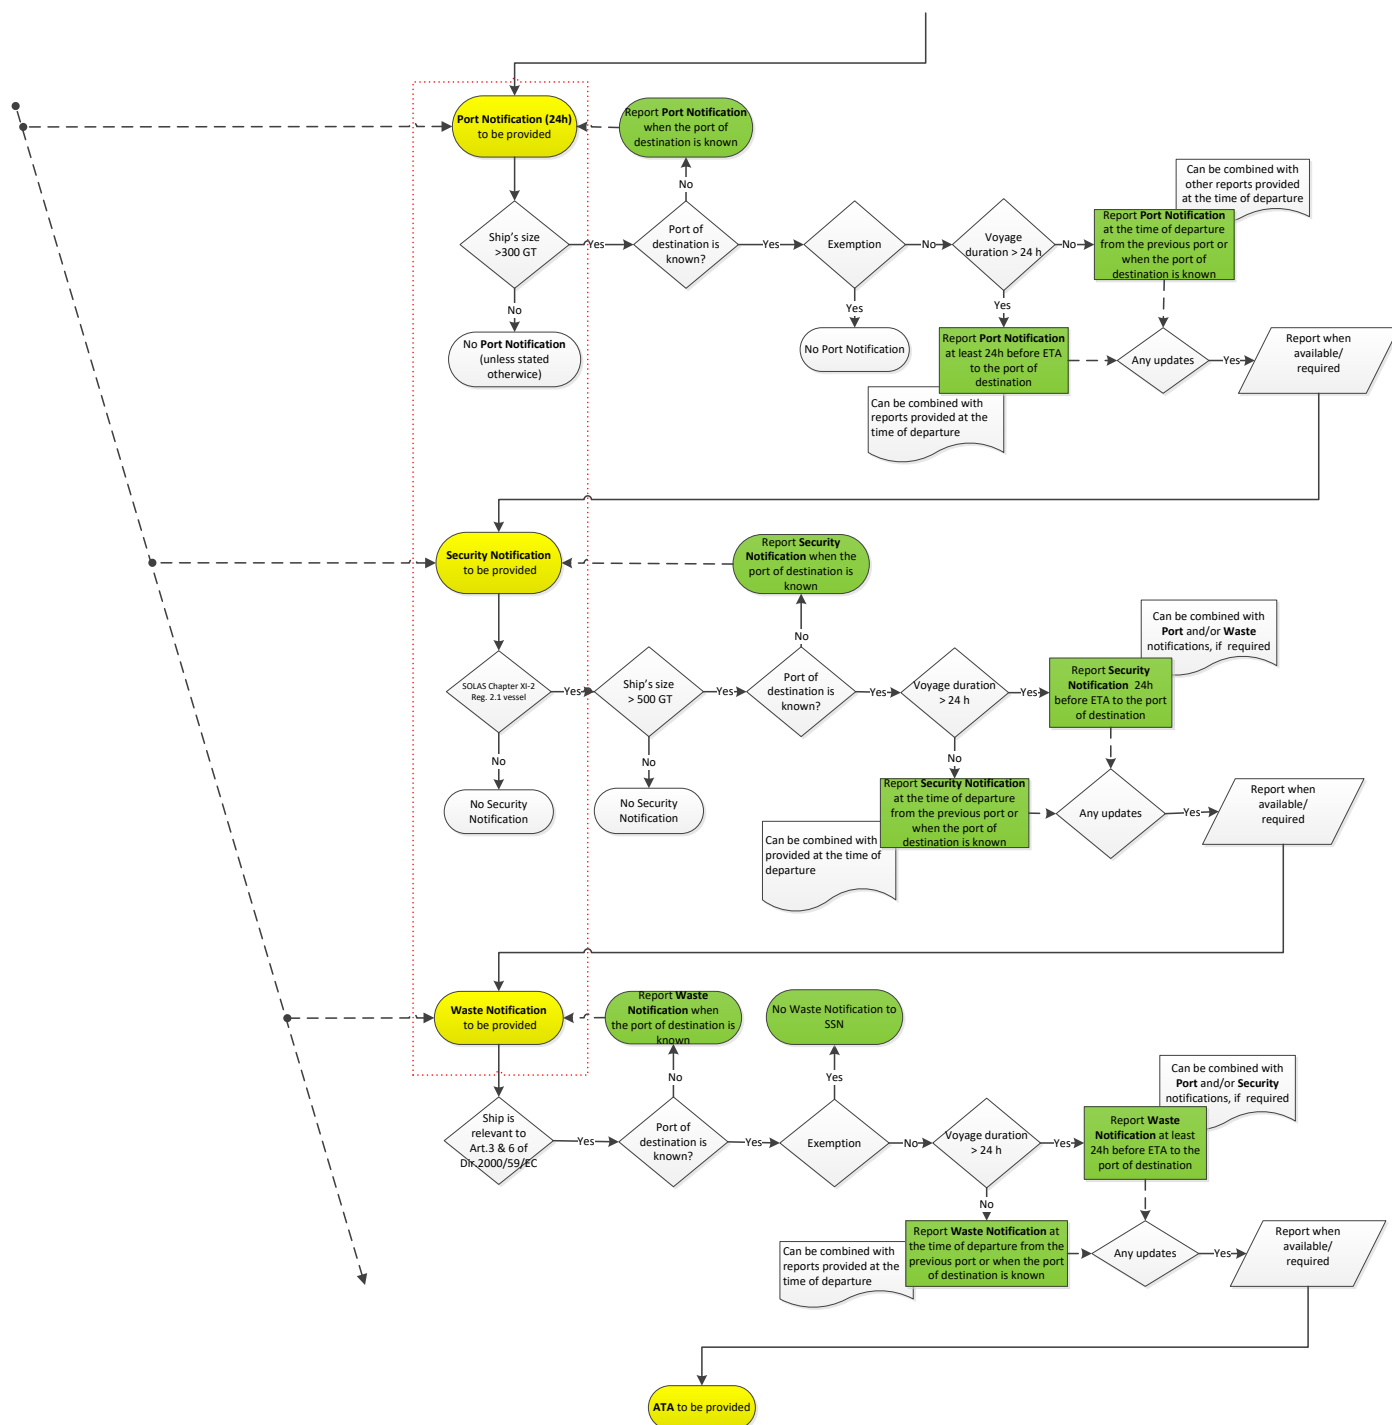 Port Notification (24h)
to be provided
Report Port Notification
when the port of
destination is known
No
Can be combined with
other reports provided
at the time of departure
Ship's size
>300 GT
Yes
Port of
destination is
known?
Yes
Exemption
No
Voyage
duration > 24 h
No
Report Port Notification
at the time of departure
from the previous port or
when the port of
destination is known
No
Yes
Yes
No Port Notification
(unless stated
otherwice)
No Port Notification
Report Port Notification
at least 24h before ETA
to the port of
destination
Any updates
Yes
Report when
available/
required
Can be combined with
reports provided at the
time of departure
Security Notification
to be provided
Report Security
Notification when the
port of destination is
known
No
Can be combined with
Port and/or Waste
notifications, if required
SOLAS Chapter XI-2
Reg. 2.1 vessel
Yes
Ship's size
> 500 GT
Yes
Port of
destination is
known?
Yes
Voyage duration
> 24 h
Yes
Report Security
Notification 24h
before ETA to the port
of destination
No
No
No
No Security
Notification
No Security
Notification
Report Security Notification
at the time of departure
from the previous port or
when the port of
destination is known
Any updates
Yes
Report when
available/
required
Can be combined with
provided at the time of
departure
Waste Notification
to be provided
Report Waste
Notification when
the port of destination is
known
No Waste Notification to
SSN
No
Yes
Can be combined with
Port and/or Security
notifications, if required
Ship is
relevant to
Art.3 & 6 of
Dir.2000/59/EC
Yes
Port of
destination is
known?
Yes
Exemption
No
Voyage duration
> 24 h
Yes
Report Waste
Notification at least
24h before ETA to the
port of destination
No
Report Waste Notification at
the time of departure from the
previous port or when the port
of destination is known
Any updates
Yes
Report when
available/
required
Can be combined with
reports provided at the
time of departure
ATA to be provided